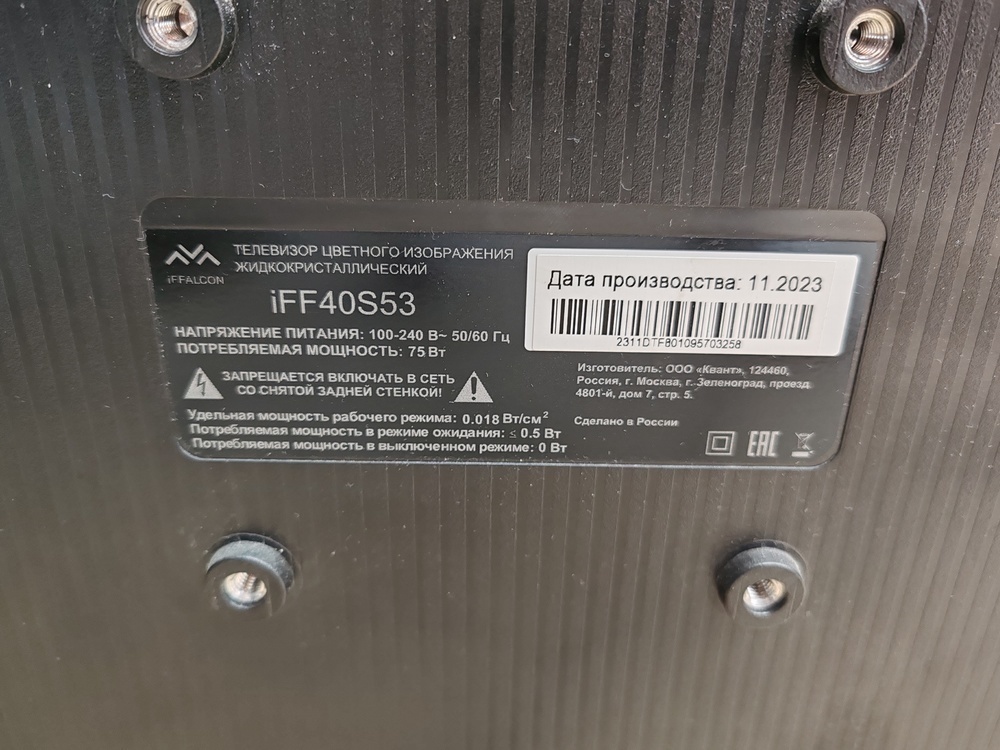 iFFALCON
ТЕЛЕВИЗОР ЦВЕТНОГО ИЗОБРАЖЕНИЯ
ЖИДКОКРИСТАЛЛИЧЕСКИЙ
iFF40S53
НАПРЯЖЕНИЕ ПИТАНИЯ: 100-240 В~ 50/60 Гц
ПОТРЕБЛЯЕМАЯ МОЩНОСТЬ: 75 Вт
ЗАПРЕЩАЕТСЯ ВКЛЮЧАТЬ В СЕТЬ
СО СНЯТОЙ ЗАДНЕЙ СТЕНКОЙ!
Удельная мощность рабочего режима: 0.018 Вт/см²
Потребляемая мощность в режиме ожидания: ≤ 0.5 Вт
Потребляемая мощность в выключенном режиме: 0 Вт
Дата производства: 11.2023
2311DTF801095703258
Изготовитель: ООО «Квант», 124460,
Россия, г. Москва, г. Зеленоград, проезд
4801-й, дом 7, стр. 5.
Сделано в России
EAC